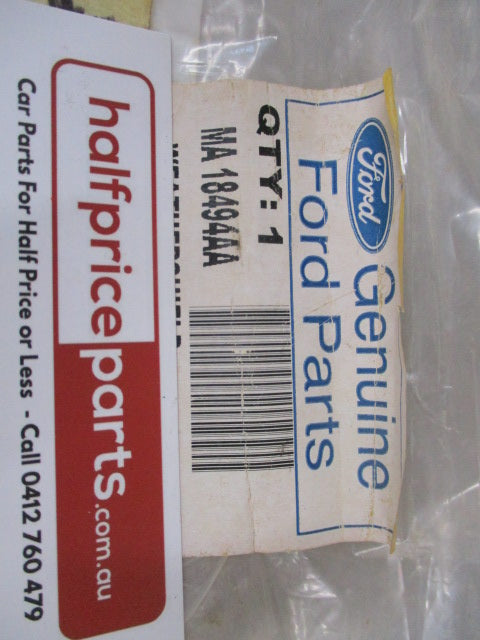 Ford
Genuine
Ford Parts
QTY: 1
MA 18494AA
halfpriceparts.com.au
Car Parts For Half Price or Less - Call 0412 760 479